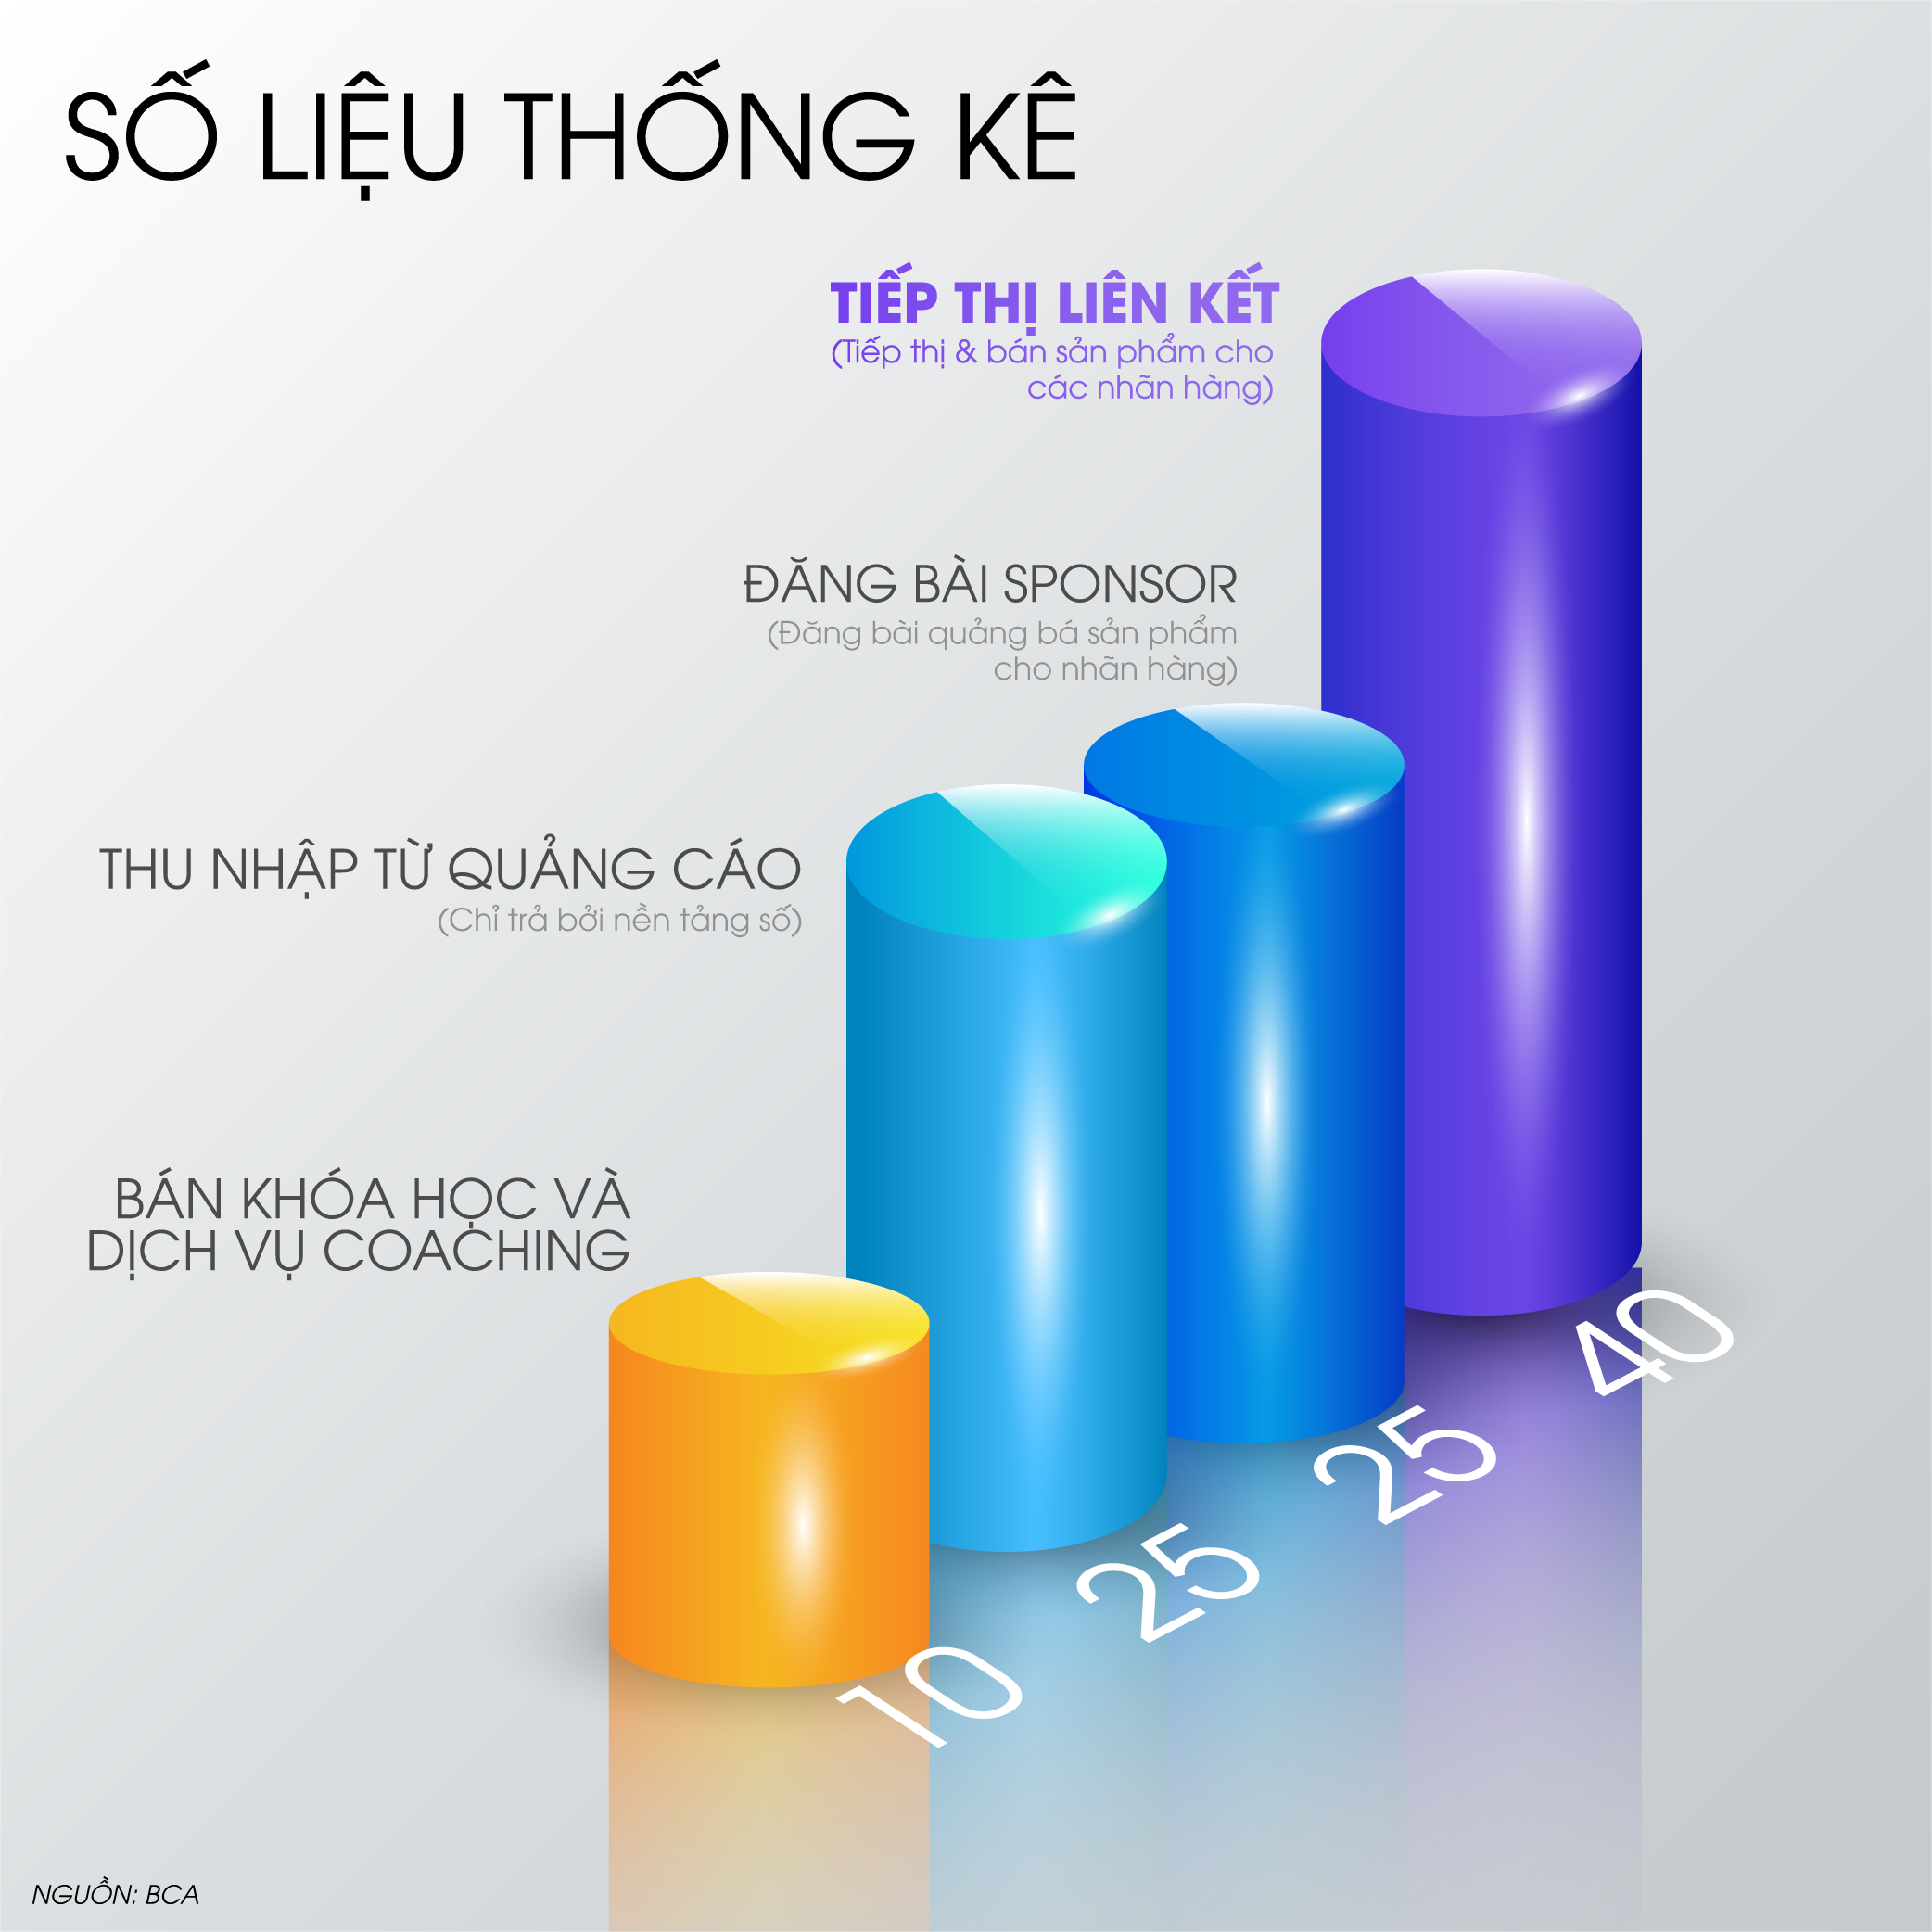 SỐ LIỆU THỐNG KÊ
TIẾP THỊ LIÊN KẾT
(Tiếp thị & bán sản phẩm cho
các nhãn hàng)
ĐĂNG BÀI SPONSOR
(Đăng bài quảng bá sản phẩm
cho nhãn hàng)
THU NHẬP TỪ QUẢNG CÁO
(Chỉ trả bởi nền tảng số)
BÁN KHÓA HỌC VÀ
DỊCH VỤ COACHING
10
25
25
40
NGUỒN: BCA